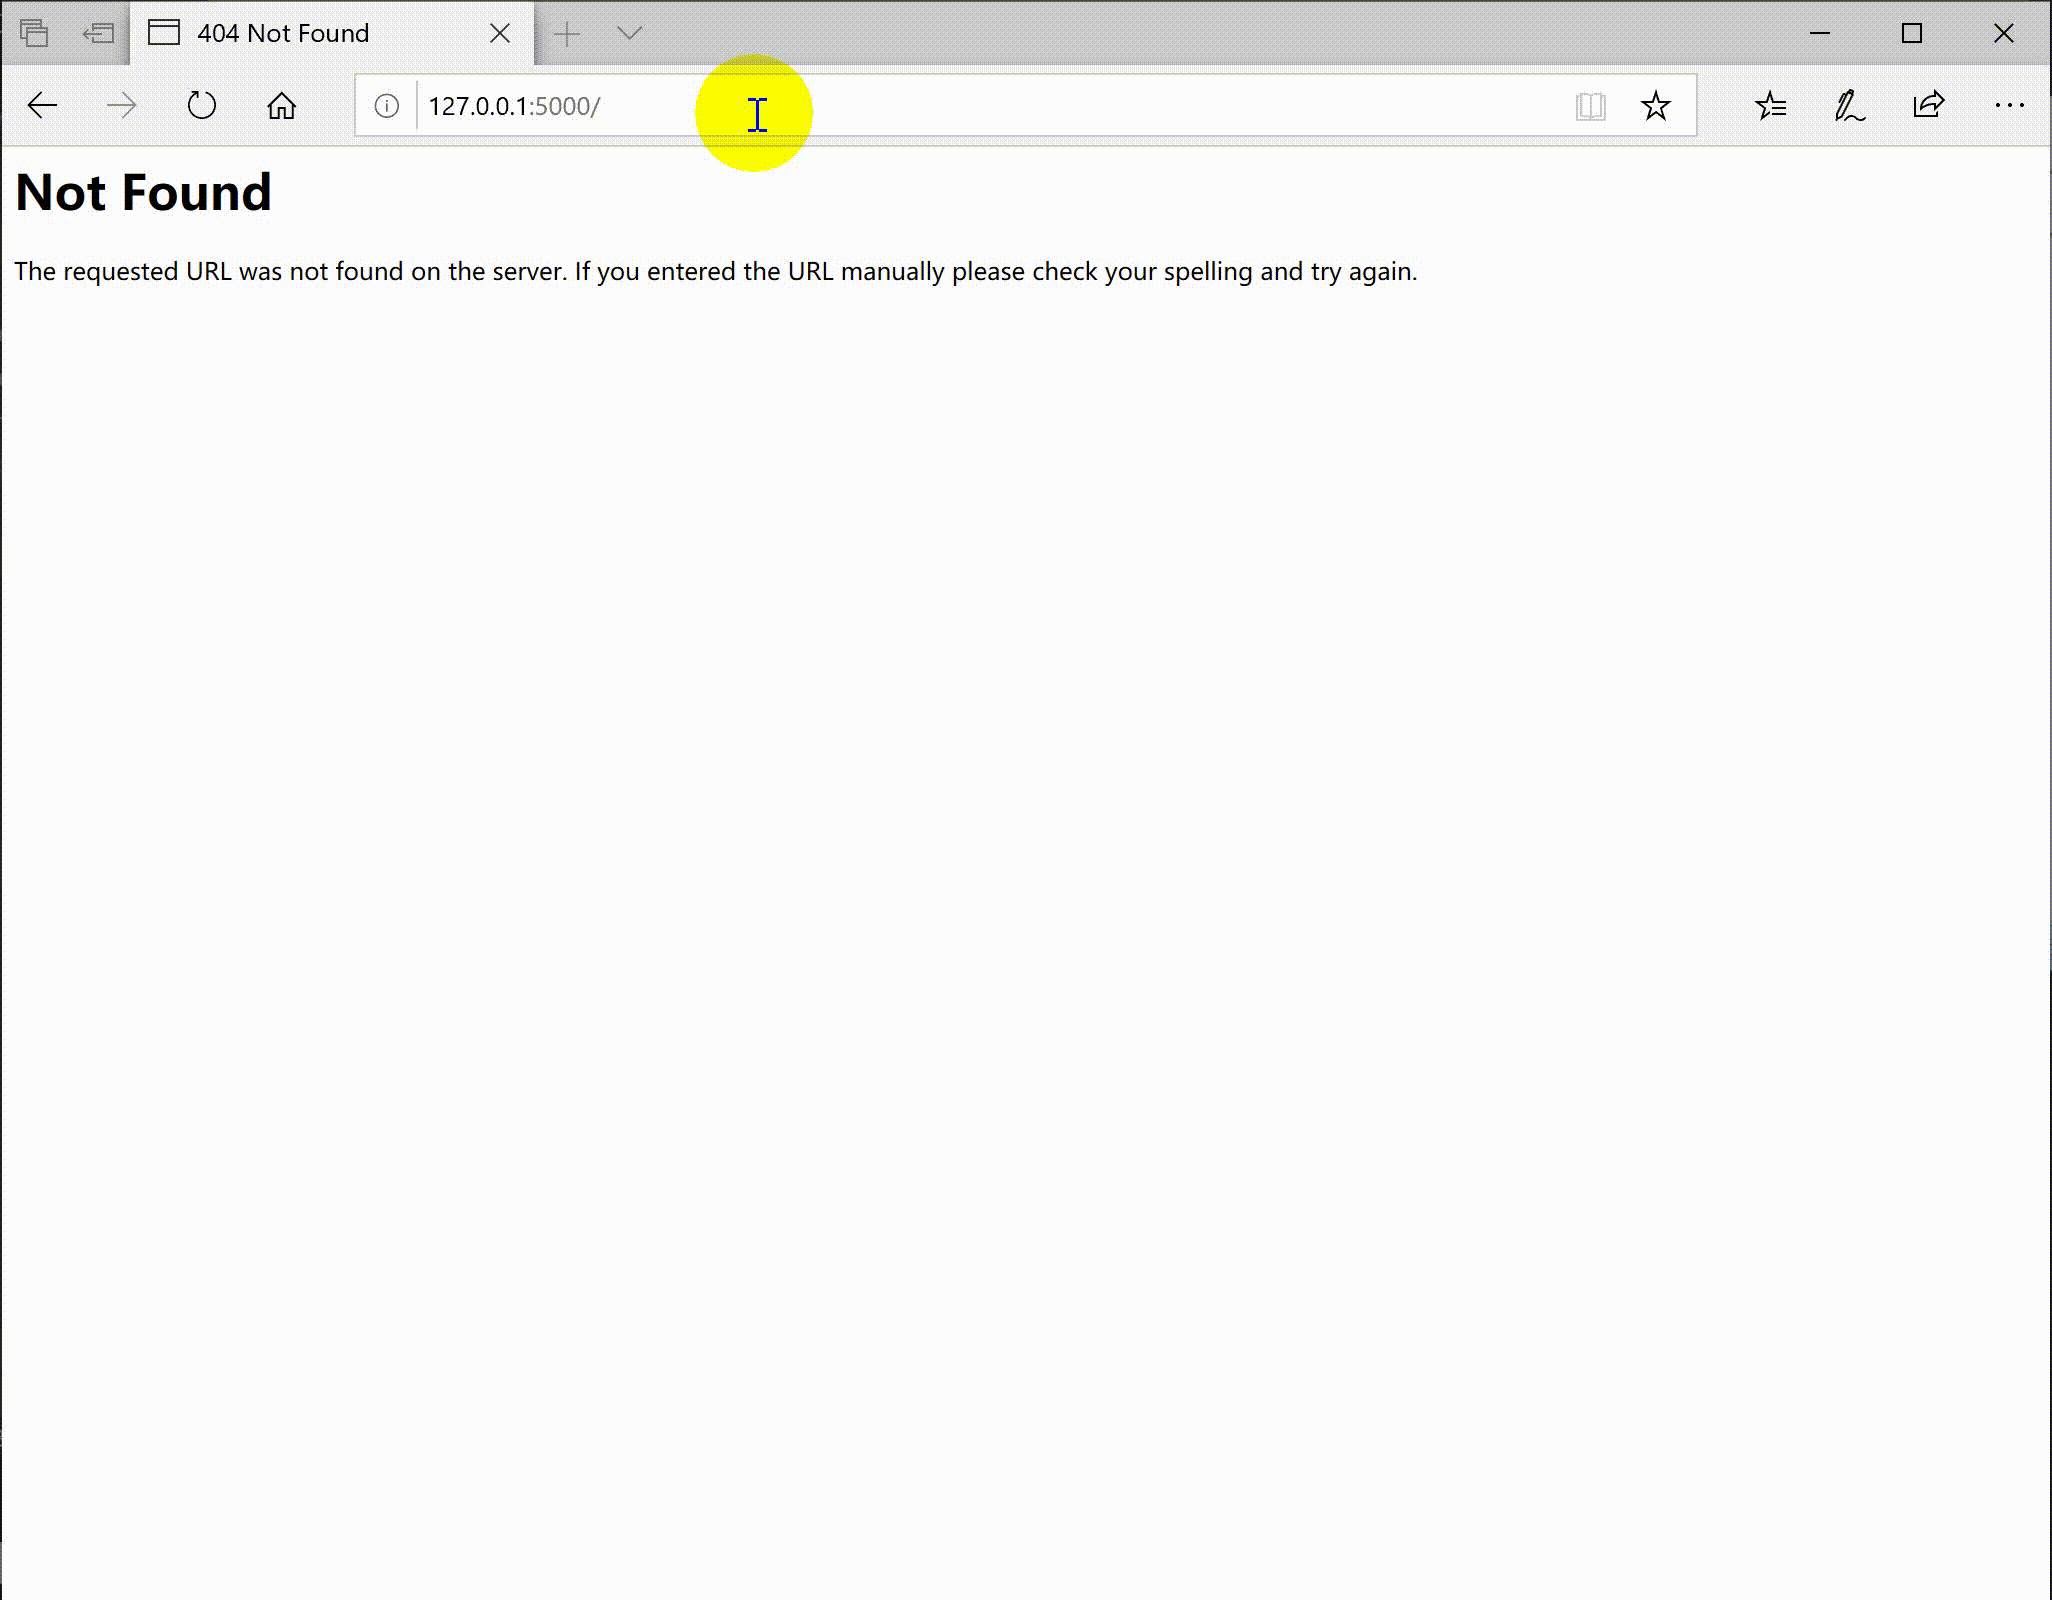 404 Not Found
127.0.0.1:5000/
Not Found
The requested URL was not found on the server. If you entered the URL manually please check your spelling and try again.